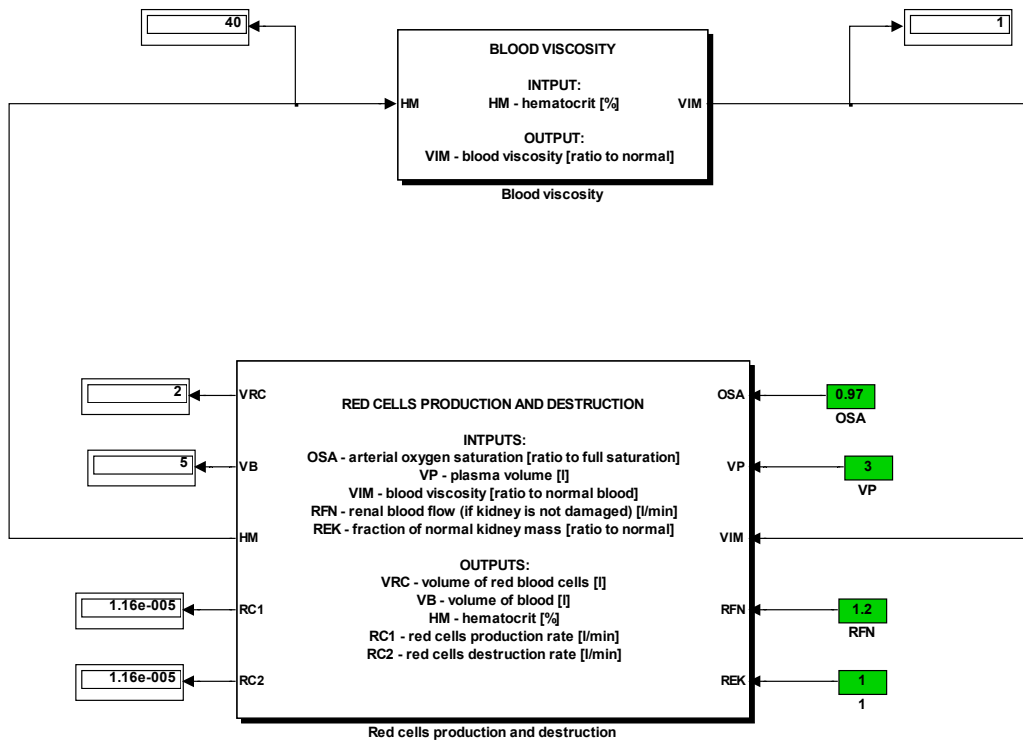 40
1
BLOOD VISCOSITY
INTPUT:
HM - hematocrit [%]
HM
VIM
OUTPUT:
VIM - blood viscosity [ratio to normal]
Blood viscosity
2
VRC
OSA
0.97
OSA
RED CELLS PRODUCTION AND DESTRUCTION
INTPUTS:
OSA - arterial oxygen saturation [ratio to full saturation]
VP - plasma volume [l]
VIM - blood viscosity [ratio to normal blood]
RFN - renal blood flow (if kidney is not damaged) [l/min]
REK - fraction of normal kidney mass [ratio to normal]
5
VB
VP
3
VP
HM
VIM
OUTPUTS:
VRC - volume of red blood cells [l]
VB - volume of blood [l]
HM - hematocrit [%]
RC1 - red cells production rate [l/min]
RC2 - red cells destruction rate [l/min]
1.16e-005
RC1
RFN
1.2
RFN
1.16e-005
RC2
REK
1
1
Red cells production and destruction